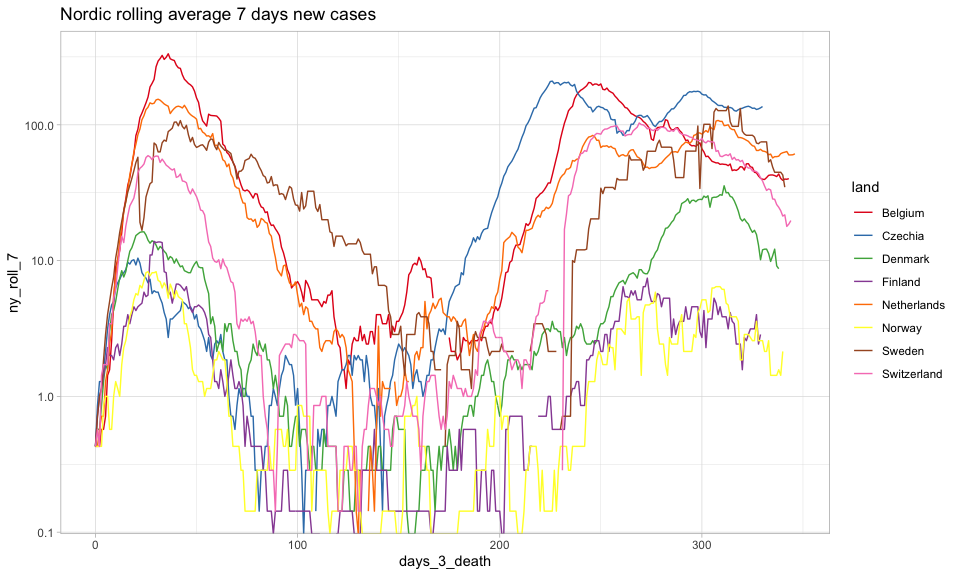 Nordic rolling average 7 days new cases
ny_roll_7
100.0
10.0
1.0
0.1
0
100
200
300
days_3_death
land
Belgium
Czechia
Denmark
Finland
Netherlands
Norway
Sweden
Switzerland